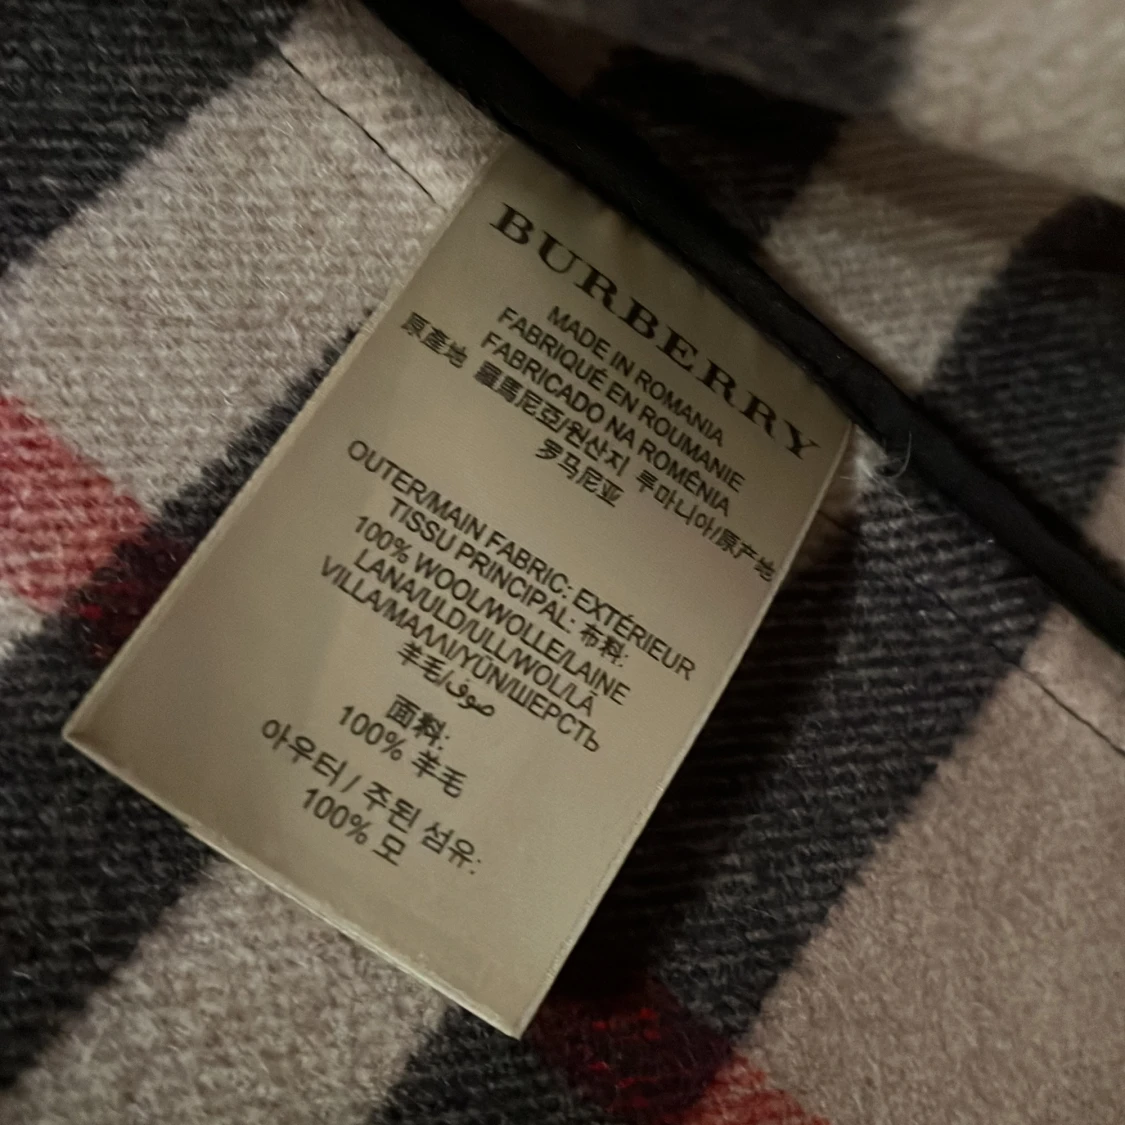 BURBERRY
MADE IN ROMANIA
FABRIQUÉ EN ROUMANIE
FABRICADO NA ROMÊNIA
原產地 羅馬尼亞/원산지 루마니아/原产地
罗马尼亚
OUTER/MAIN FABRIC: EXTÉRIEUR
TISSU PRINCIPAL: 布料:
100% WOOL/WOLLE/LAINE
LANA/ULD/ULL/WOL/LÃ
VILLA/ΜΑΛΛΙ/YÜN/ШЕРСТЬ
羊毛/صوف
面料:
100% 羊毛
아우터 / 주된 섬유:
100% 모